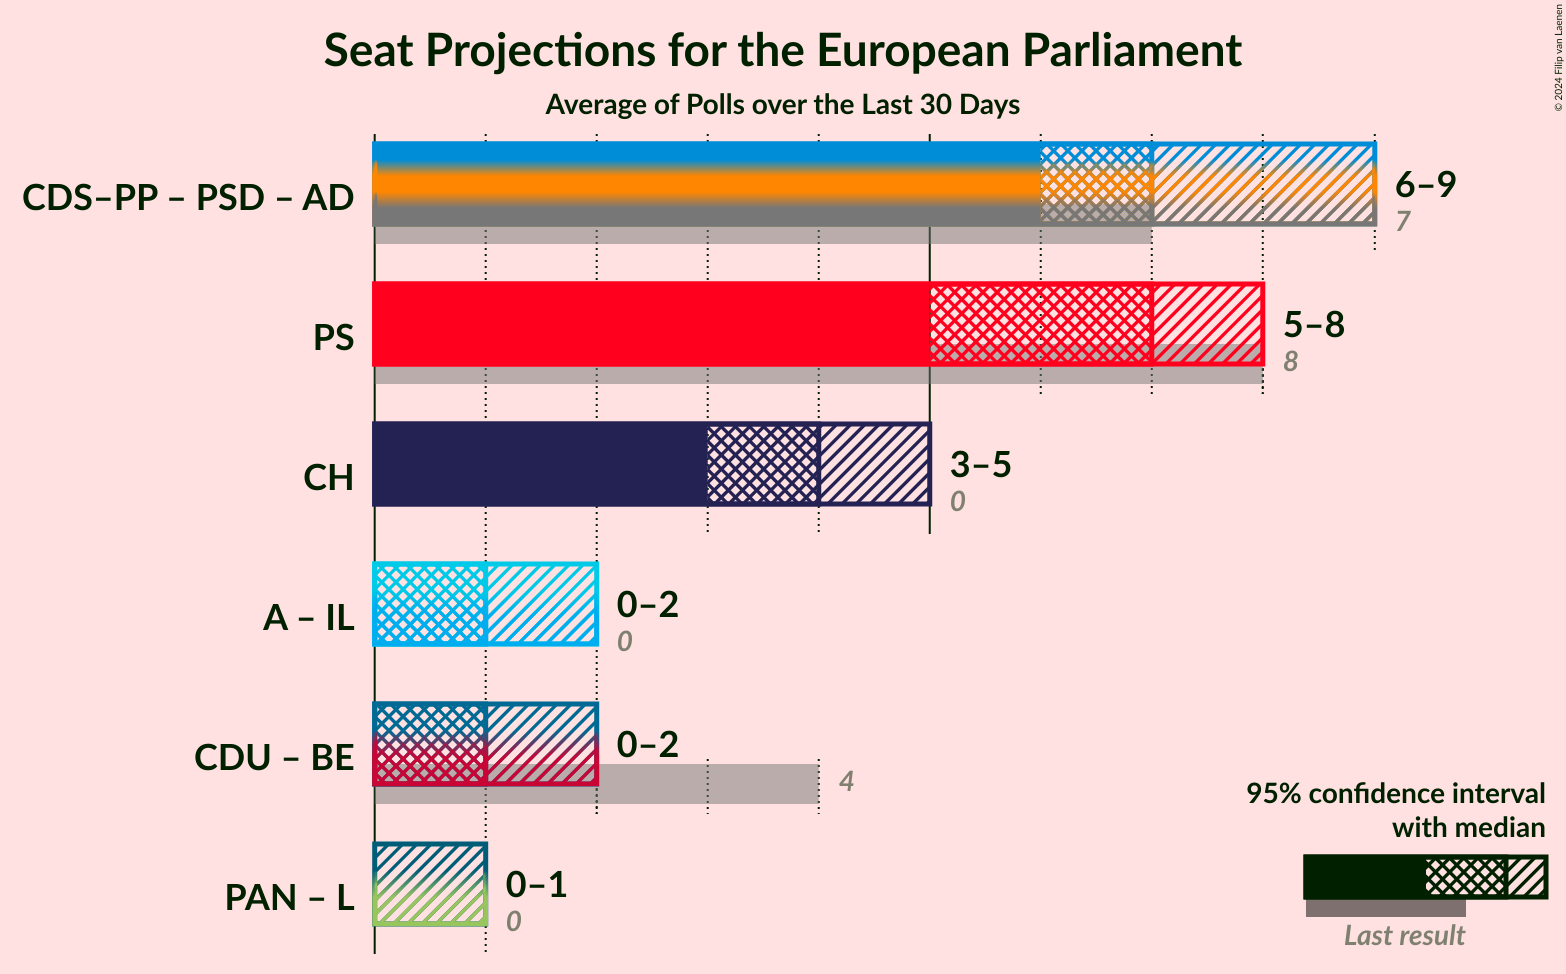 Seat Projections for the European Parliament
Average of Polls over the Last 30 Days
© 2024 Filip van Laenen
CDS–PP – PSD – AD
6–9
7
PS
5–8
8
CH
3–5
0
A – IL
0–2
0
CDU – BE
0–2
4
PAN – L
0–1
0
95% confidence interval
with median
Last result